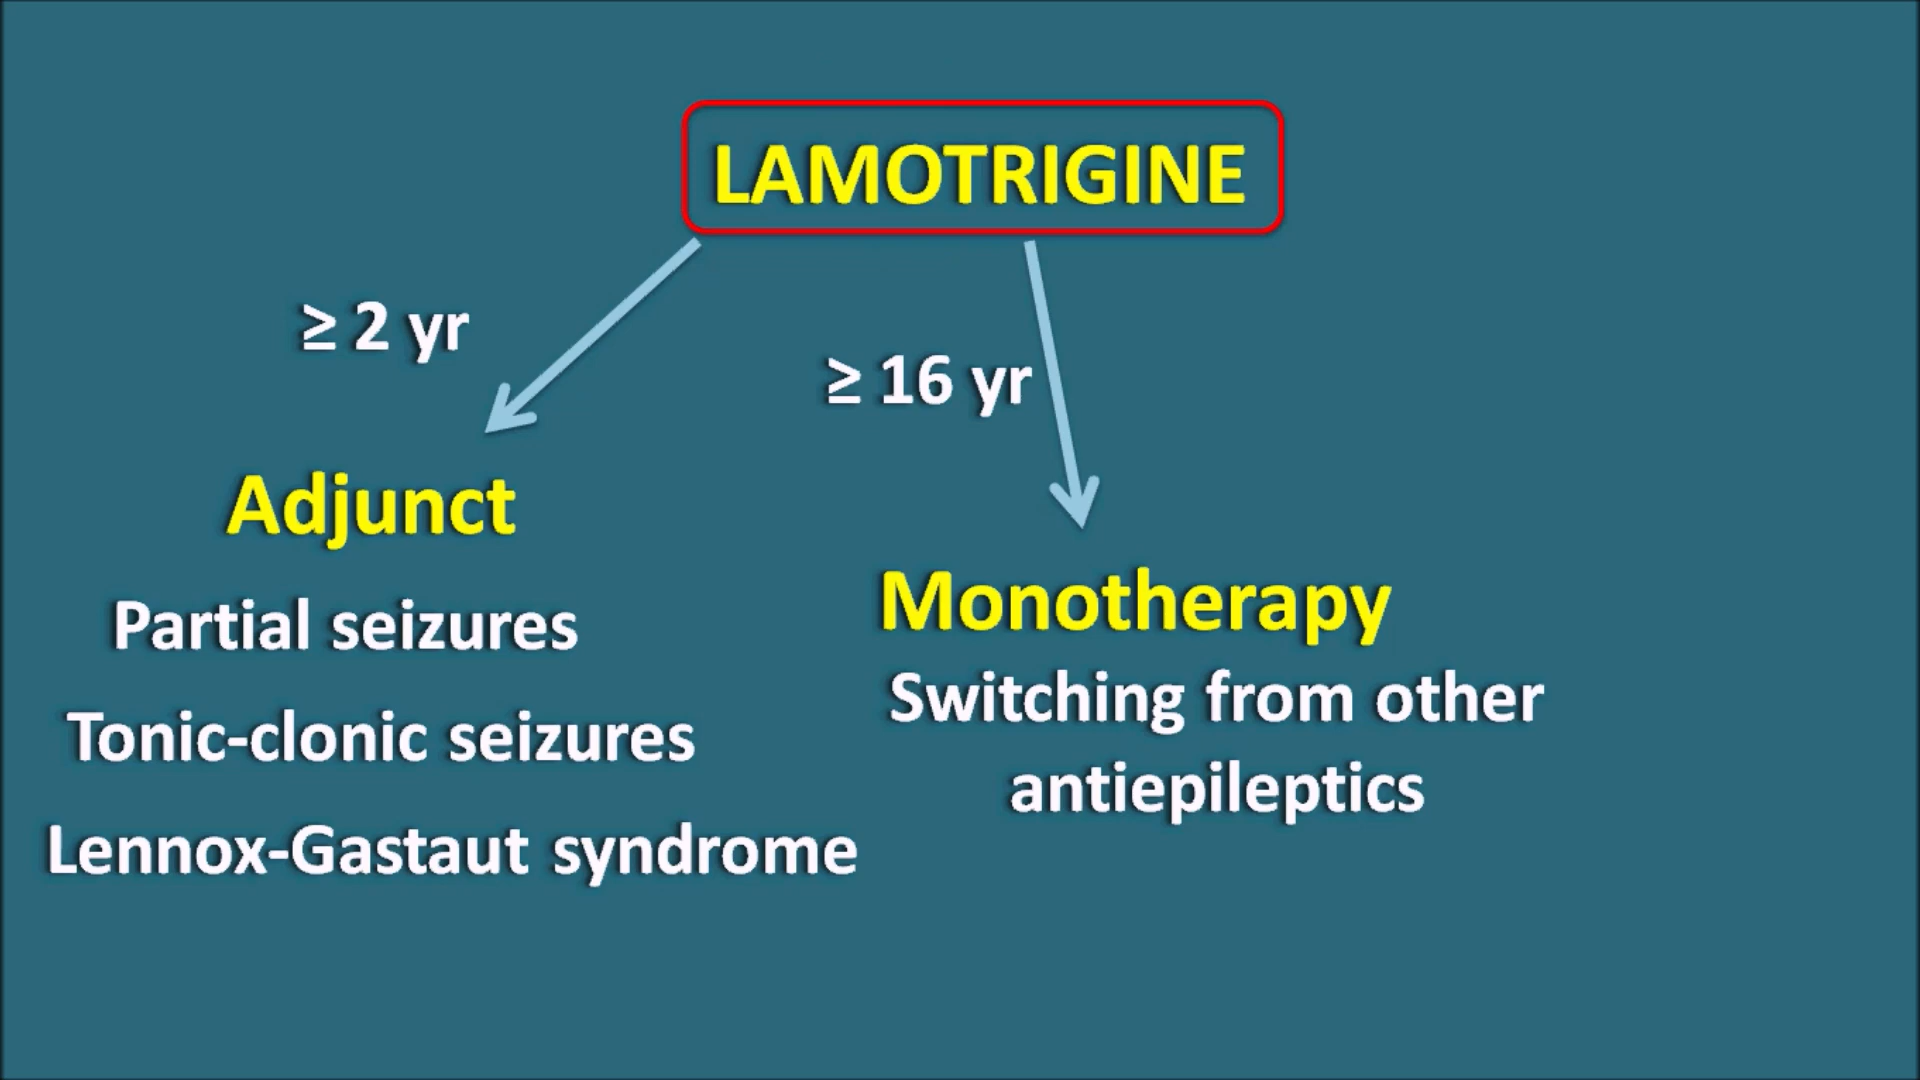 LAMOTRIGINE
≥ 2 yr
≥ 16 yr
Adjunct
Partial seizures
Tonic-clonic seizures
Lennox-Gastaut syndrome
Monotherapy
Switching from other
antiepileptics